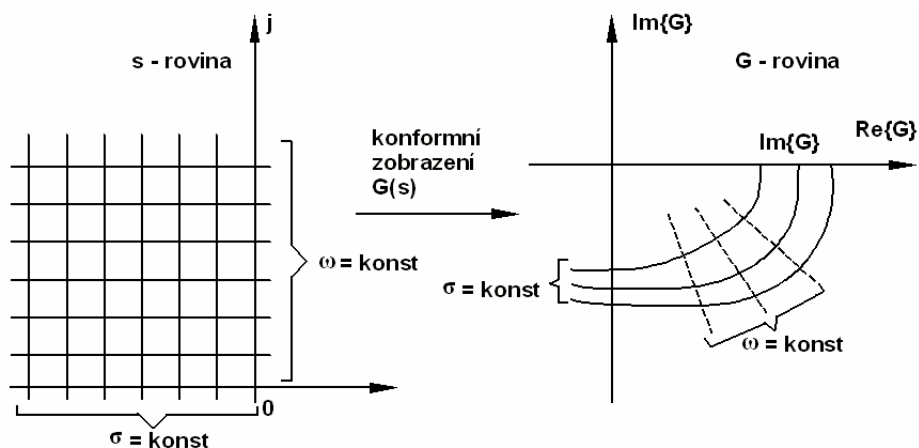 j
s - rovina
0
ω = konst
σ = konst
konformní
zobrazení
G(s)
Im{G}
G - rovina
Re{G}
Im{G}
σ = konst
ω = konst